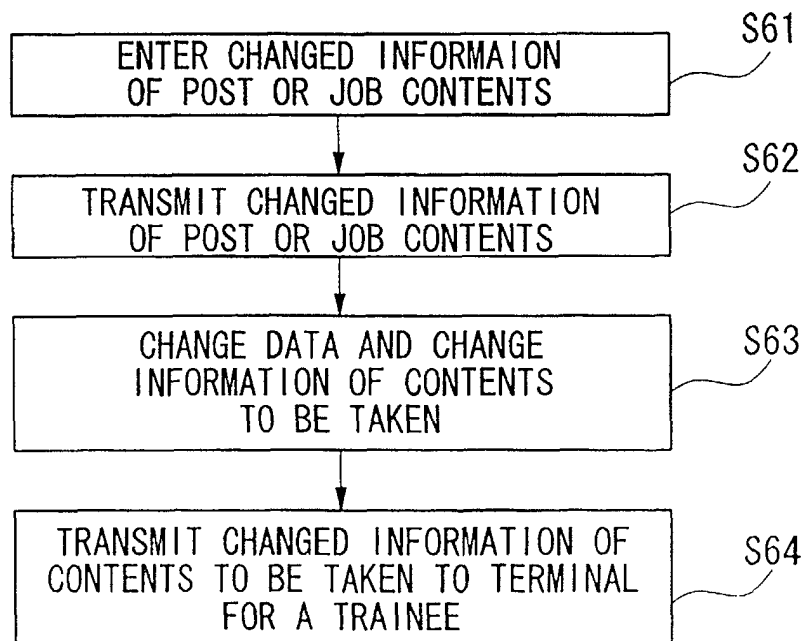 S61
ENTER CHANGED INFORMAION
OF POST OR JOB CONTENTS
S62
TRANSMIT CHANGED INFORMATION
OF POST OR JOB CONTENTS
S63
CHANGE DATA AND CHANGE
INFORMATION OF CONTENTS
TO BE TAKEN
S64
TRANSMIT CHANGED INFORMATION OF
CONTENTS TO BE TAKEN TO TERMINAL
FOR A TRAINEE